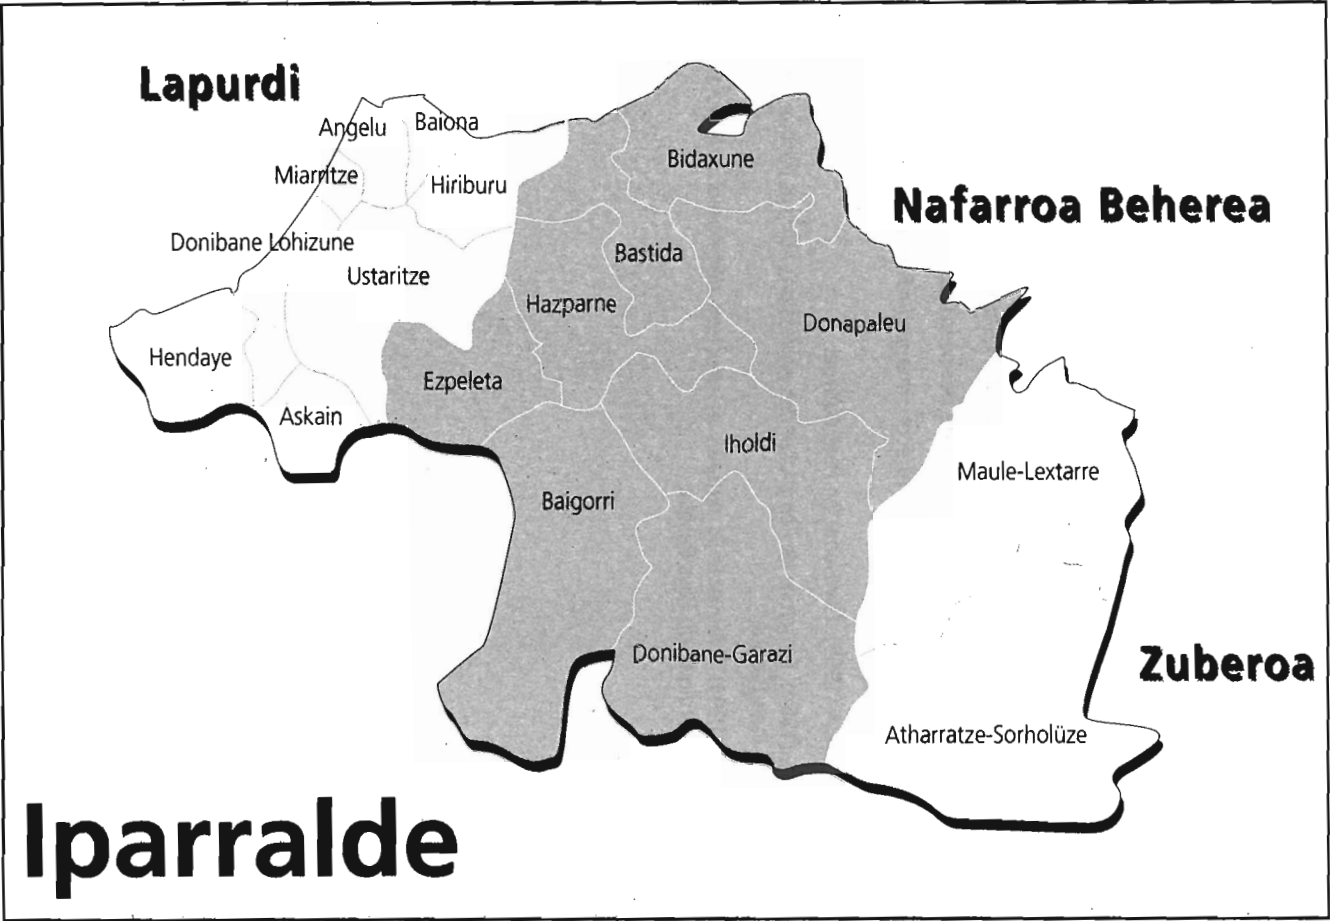 Lapurdi
Angelu
Baiona
Miarritze
Hiriburu
Bidaxune
Nafarroa Beherea
Donibane Lohizune
Ustaritze
Bastida
Hazparne
Donapaleu
Hendaye
Ezpeleta
Askain
Iholdi
Maule-Lextarre
Baigorri
Donibane-Garazi
Zuberoa
Atharratze-Sorholüze
Iparralde